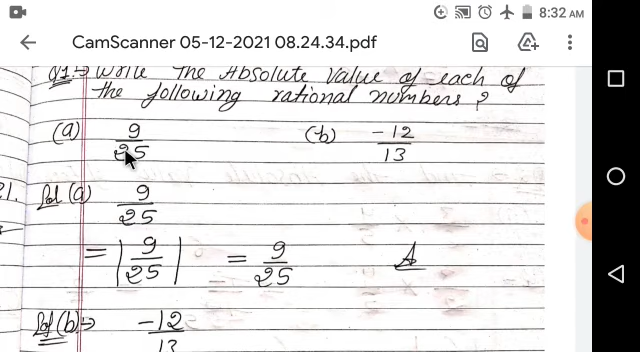 8:32 AM
CamScanner 05-12-2021 08.24.34.pdf
Q1.→ Write The Absolute Value of each of
the following rational numbers ?
(a) 9/25 (b) -12/13
Sol (a) 9/25
= |9/25| = 9/25 A
Sol (b)→ -12/13